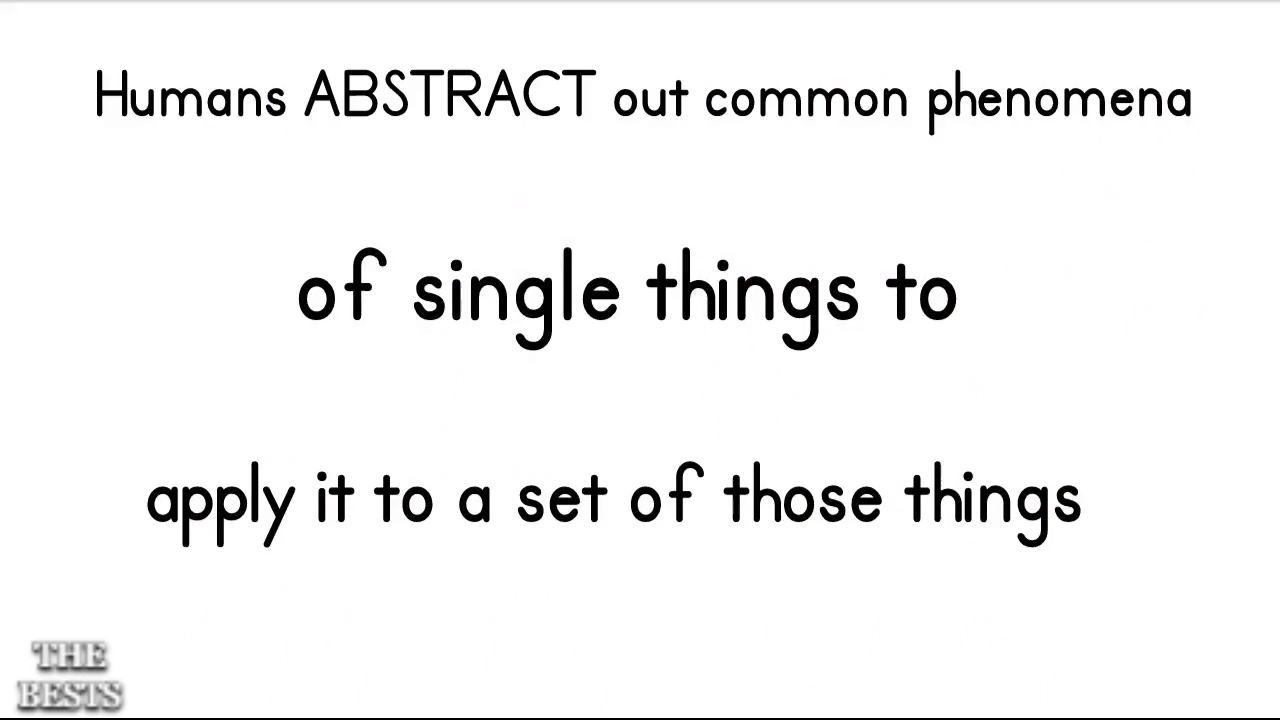 Humans ABSTRACT out common phenomena
of single things to
apply it to a set of those things
THE
BESTS